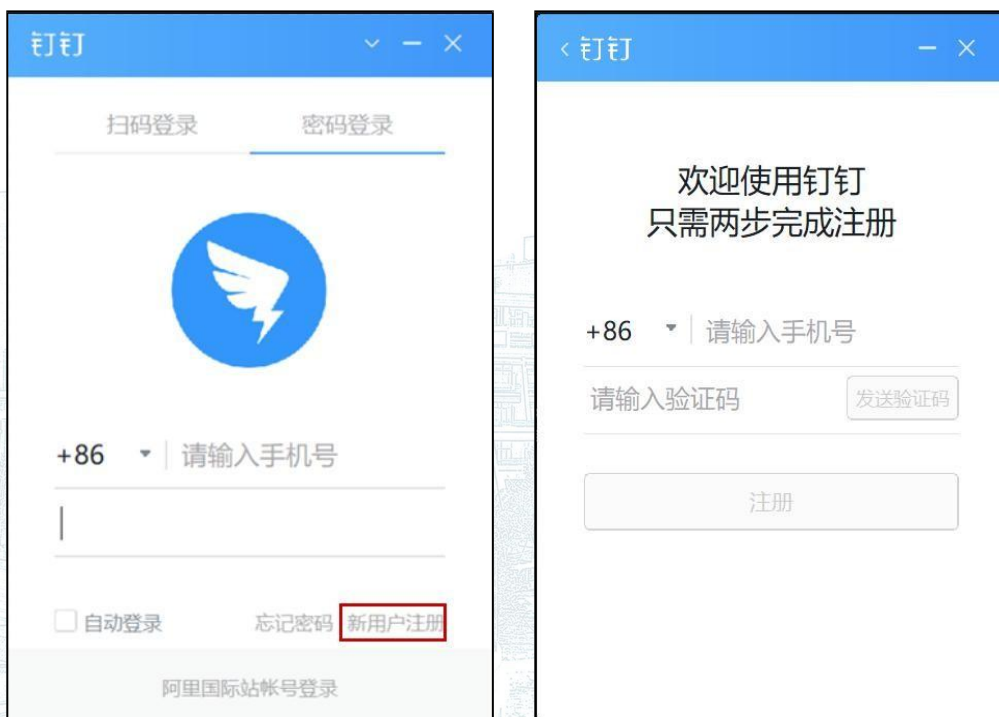 钉钉
扫码登录 密码登录
+86 请输入手机号
自动登录 忘记密码 新用户注册
阿里国际站帐号登录
钉钉
欢迎使用钉钉
只需两步完成注册
+86 请输入手机号
请输入验证码 发送验证码
注册